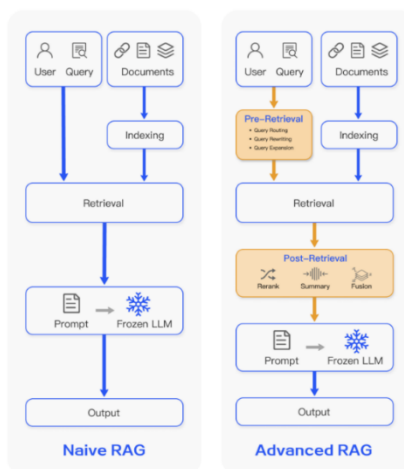 User Query Documents
Indexing
Retrieval
Prompt Frozen LLM
Output
Naive RAG
User Query Documents
Pre-Retrieval
• Query Routing
• Query Rewriting
• Query Expansion
Indexing
Retrieval
Post-Retrieval
Rerank Summary Fusion
Prompt Frozen LLM
Output
Advanced RAG